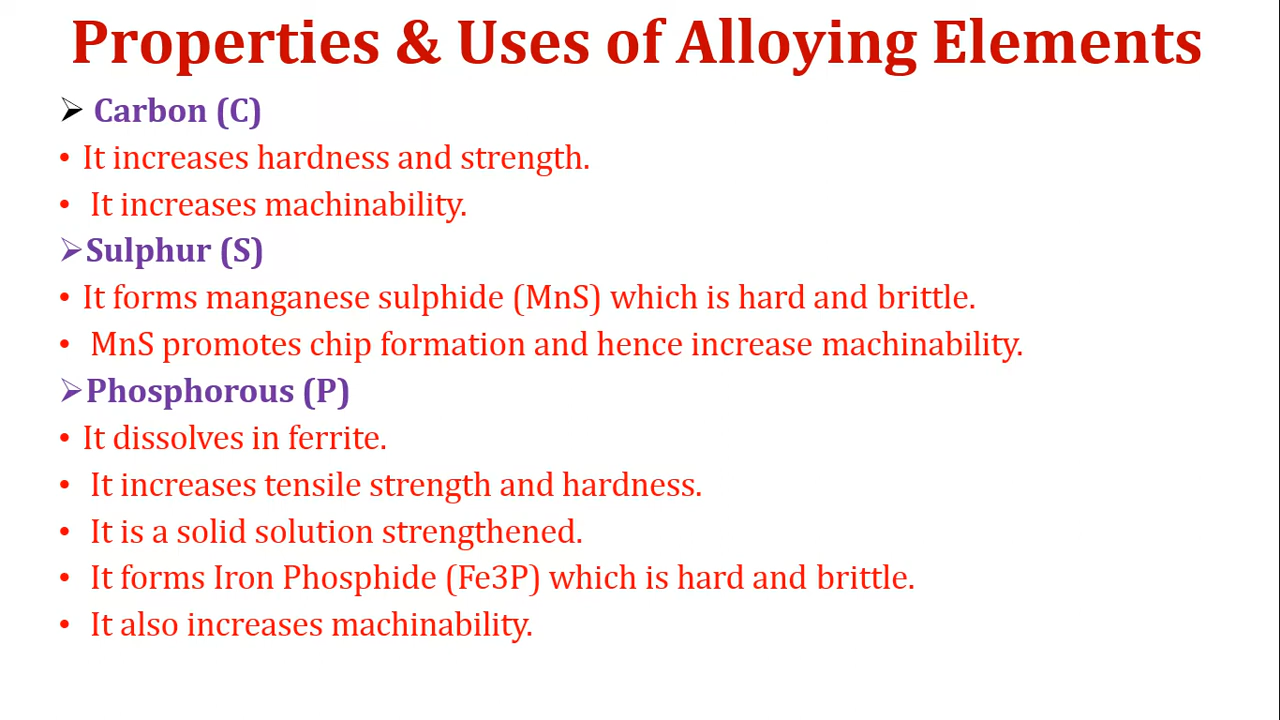 Properties & Uses of Alloying Elements
➢ Carbon (C)
• It increases hardness and strength.
• It increases machinability.
➢Sulphur (S)
• It forms manganese sulphide (MnS) which is hard and brittle.
• MnS promotes chip formation and hence increase machinability.
➢Phosphorous (P)
• It dissolves in ferrite.
• It increases tensile strength and hardness.
• It is a solid solution strengthened.
• It forms Iron Phosphide (Fe3P) which is hard and brittle.
• It also increases machinability.